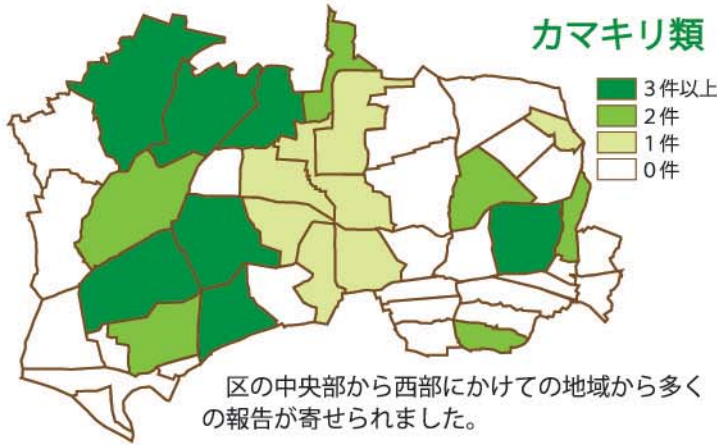 カマキリ類
3件以上
2件
1件
0件
区の中央部から西部にかけての地域から多く
の報告が寄せられました。